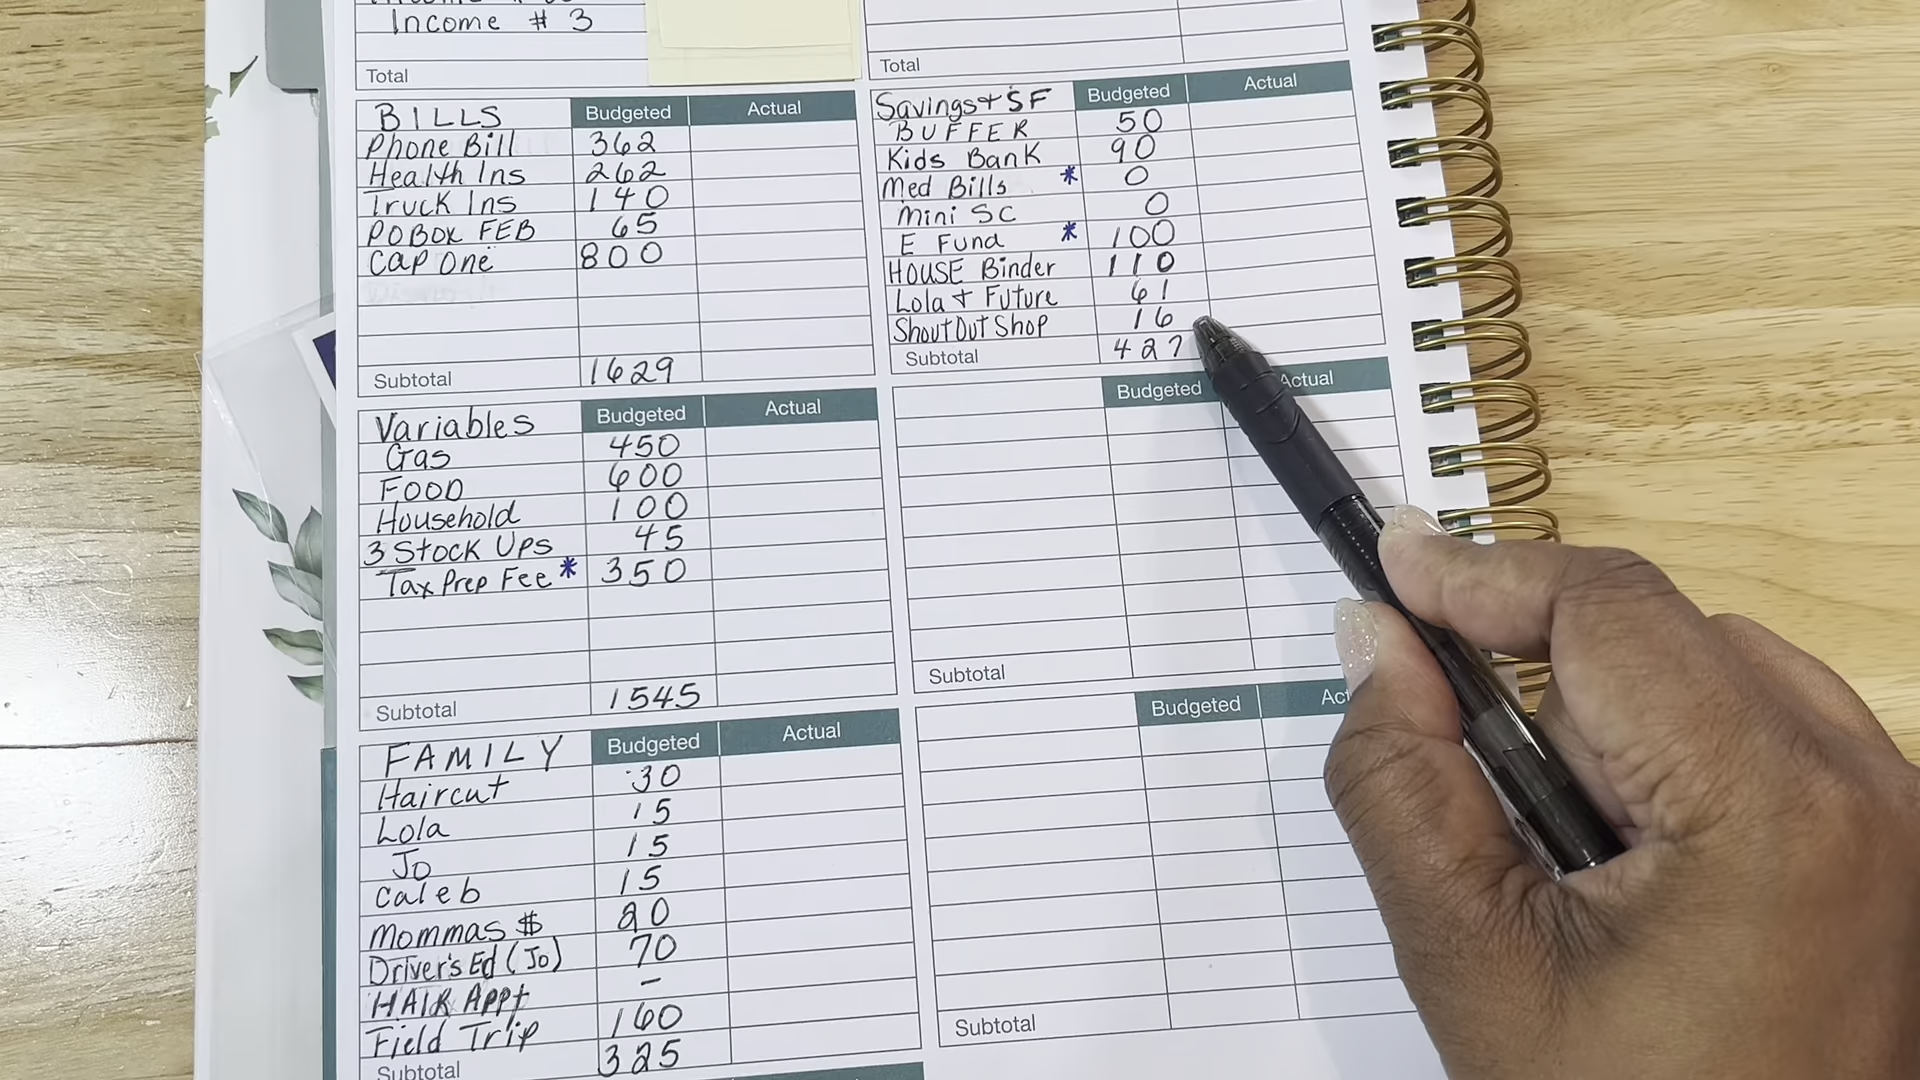 Income # 3
Total
BILLS Budgeted Actual
Phone Bill 362
Health Ins 262
Truck Ins 140
PO BOX FEB 65
Cap One 800
Subtotal 1629
Variables Budgeted Actual
Gas 450
FOOD 600
Household 100
3 Stock Ups 45
Tax Prep Fee * 350
Subtotal 1545
FAMILY Budgeted Actual
Haircut 30
Lola 15
Jo 15
Caleb 15
Mommas $ 20
Driver's Ed (Jo) 70
HAIR Appt -
Field Trip 160
Subtotal 325
Total
Savings + SF Budgeted Actual
BUFFER 50
Kids Bank 90
Med Bills * 0
Mini SC 0
E Fund * 100
HOUSE Binder 110
Lola + Future 61
Shout Out Shop 16
Subtotal 427
Budgeted Actual
Subtotal
Budgeted
Subtotal